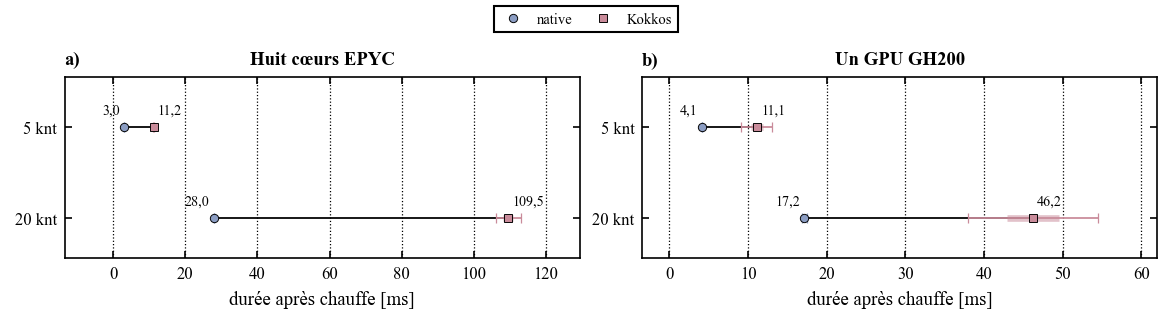 native Kokkos
a) Huit cœurs EPYC
3,0 11,2
5 knt
28,0 109,5
20 knt
0 20 40 60 80 100 120
durée après chauffe [ms]
b) Un GPU GH200
4,1 11,1
5 knt
17,2 46,2
20 knt
0 10 20 30 40 50 60
durée après chauffe [ms]